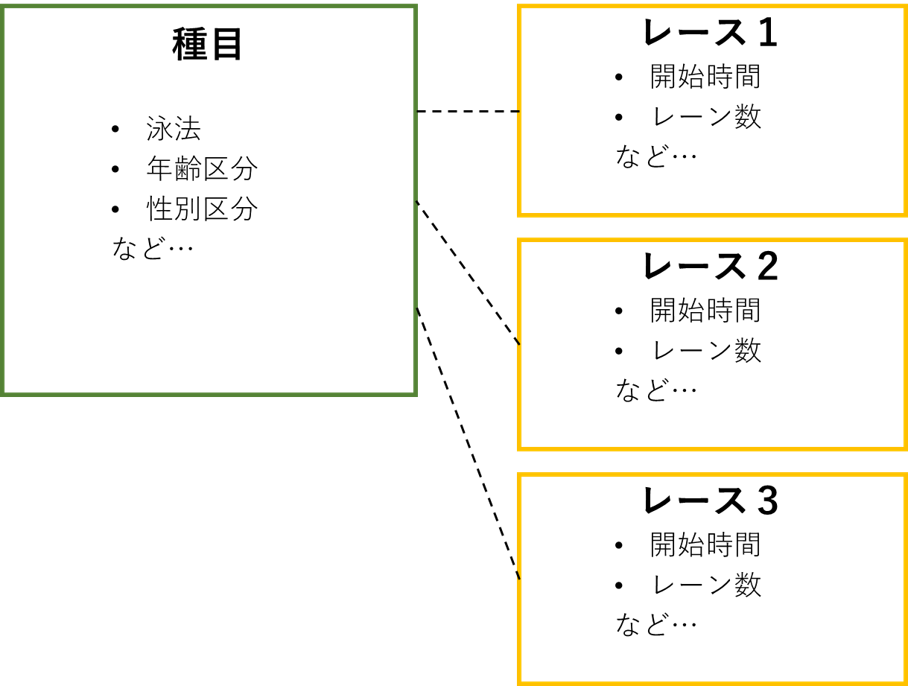 種目
• 泳法
• 年齢区分
• 性別区分
など…
レース１
• 開始時間
• レーン数
など…
レース２
• 開始時間
• レーン数
など…
レース３
• 開始時間
• レーン数
など…